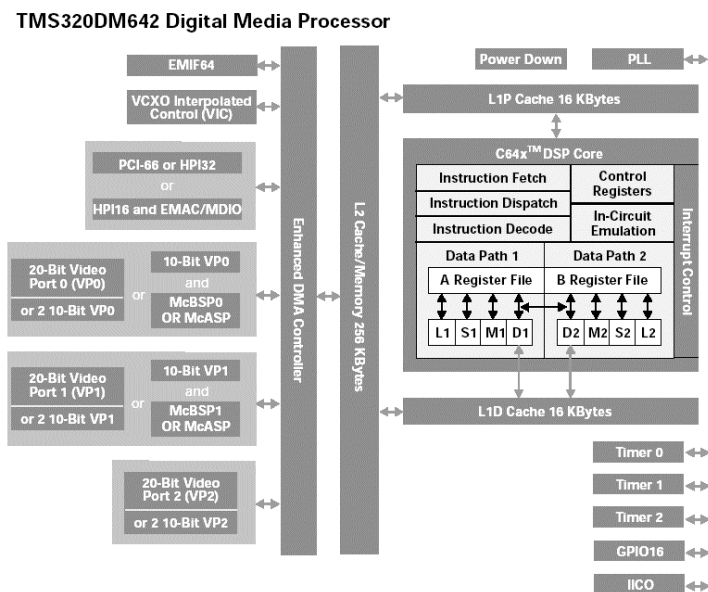 TMS320DM642 Digital Media Processor
EMIF64
VCXO Interpolated
Control (VIC)
PCI-66 or HPI32
or
HPI16 and EMAC/MDIO
20-Bit Video
Port 0 (VP0)
or 2 10-Bit VP0
or
10-Bit VP0
and
McBSP0
OR McASP
20-Bit Video
Port 1 (VP1)
or 2 10-Bit VP1
or
10-Bit VP1
and
McBSP1
OR McASP
20-Bit Video
Port 2 (VP2)
or 2 10-Bit VP2
Enhanced DMA Controller
L2 Cache/Memory 256 KBytes
Power Down
PLL
L1P Cache 16 KBytes
C64x™ DSP Core
Instruction Fetch
Instruction Dispatch
Instruction Decode
Control
Registers
In-Circuit
Emulation
Interrupt Control
Data Path 1
Data Path 2
A Register File
B Register File
L1 S1 M1 D1
D2 M2 S2 L2
L1D Cache 16 KBytes
Timer 0
Timer 1
Timer 2
GPIO16
IICO